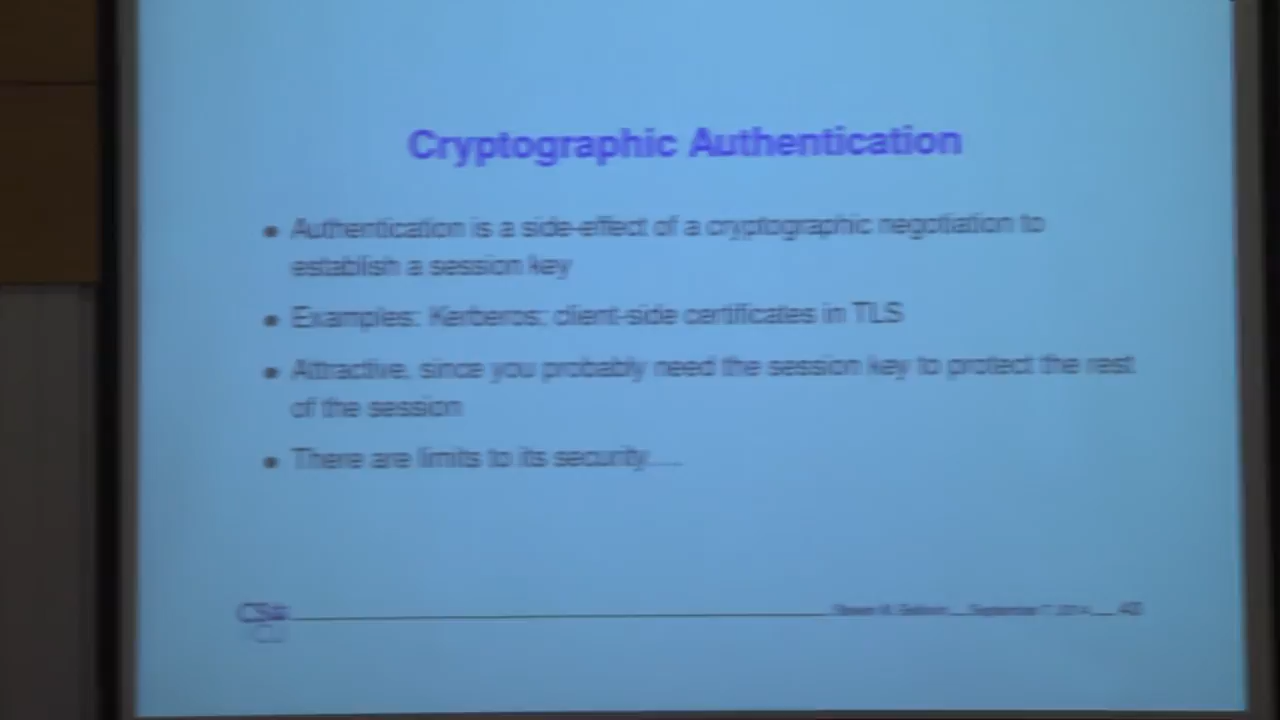 Cryptographic Authentication
• Authentication is a side-effect of a cryptographic negotiation to
establish a session key
• Examples: Kerberos; client-side certificates in TLS
• Attractive, since you probably need the session key to protect the rest
of the session
• There are limits to its security....